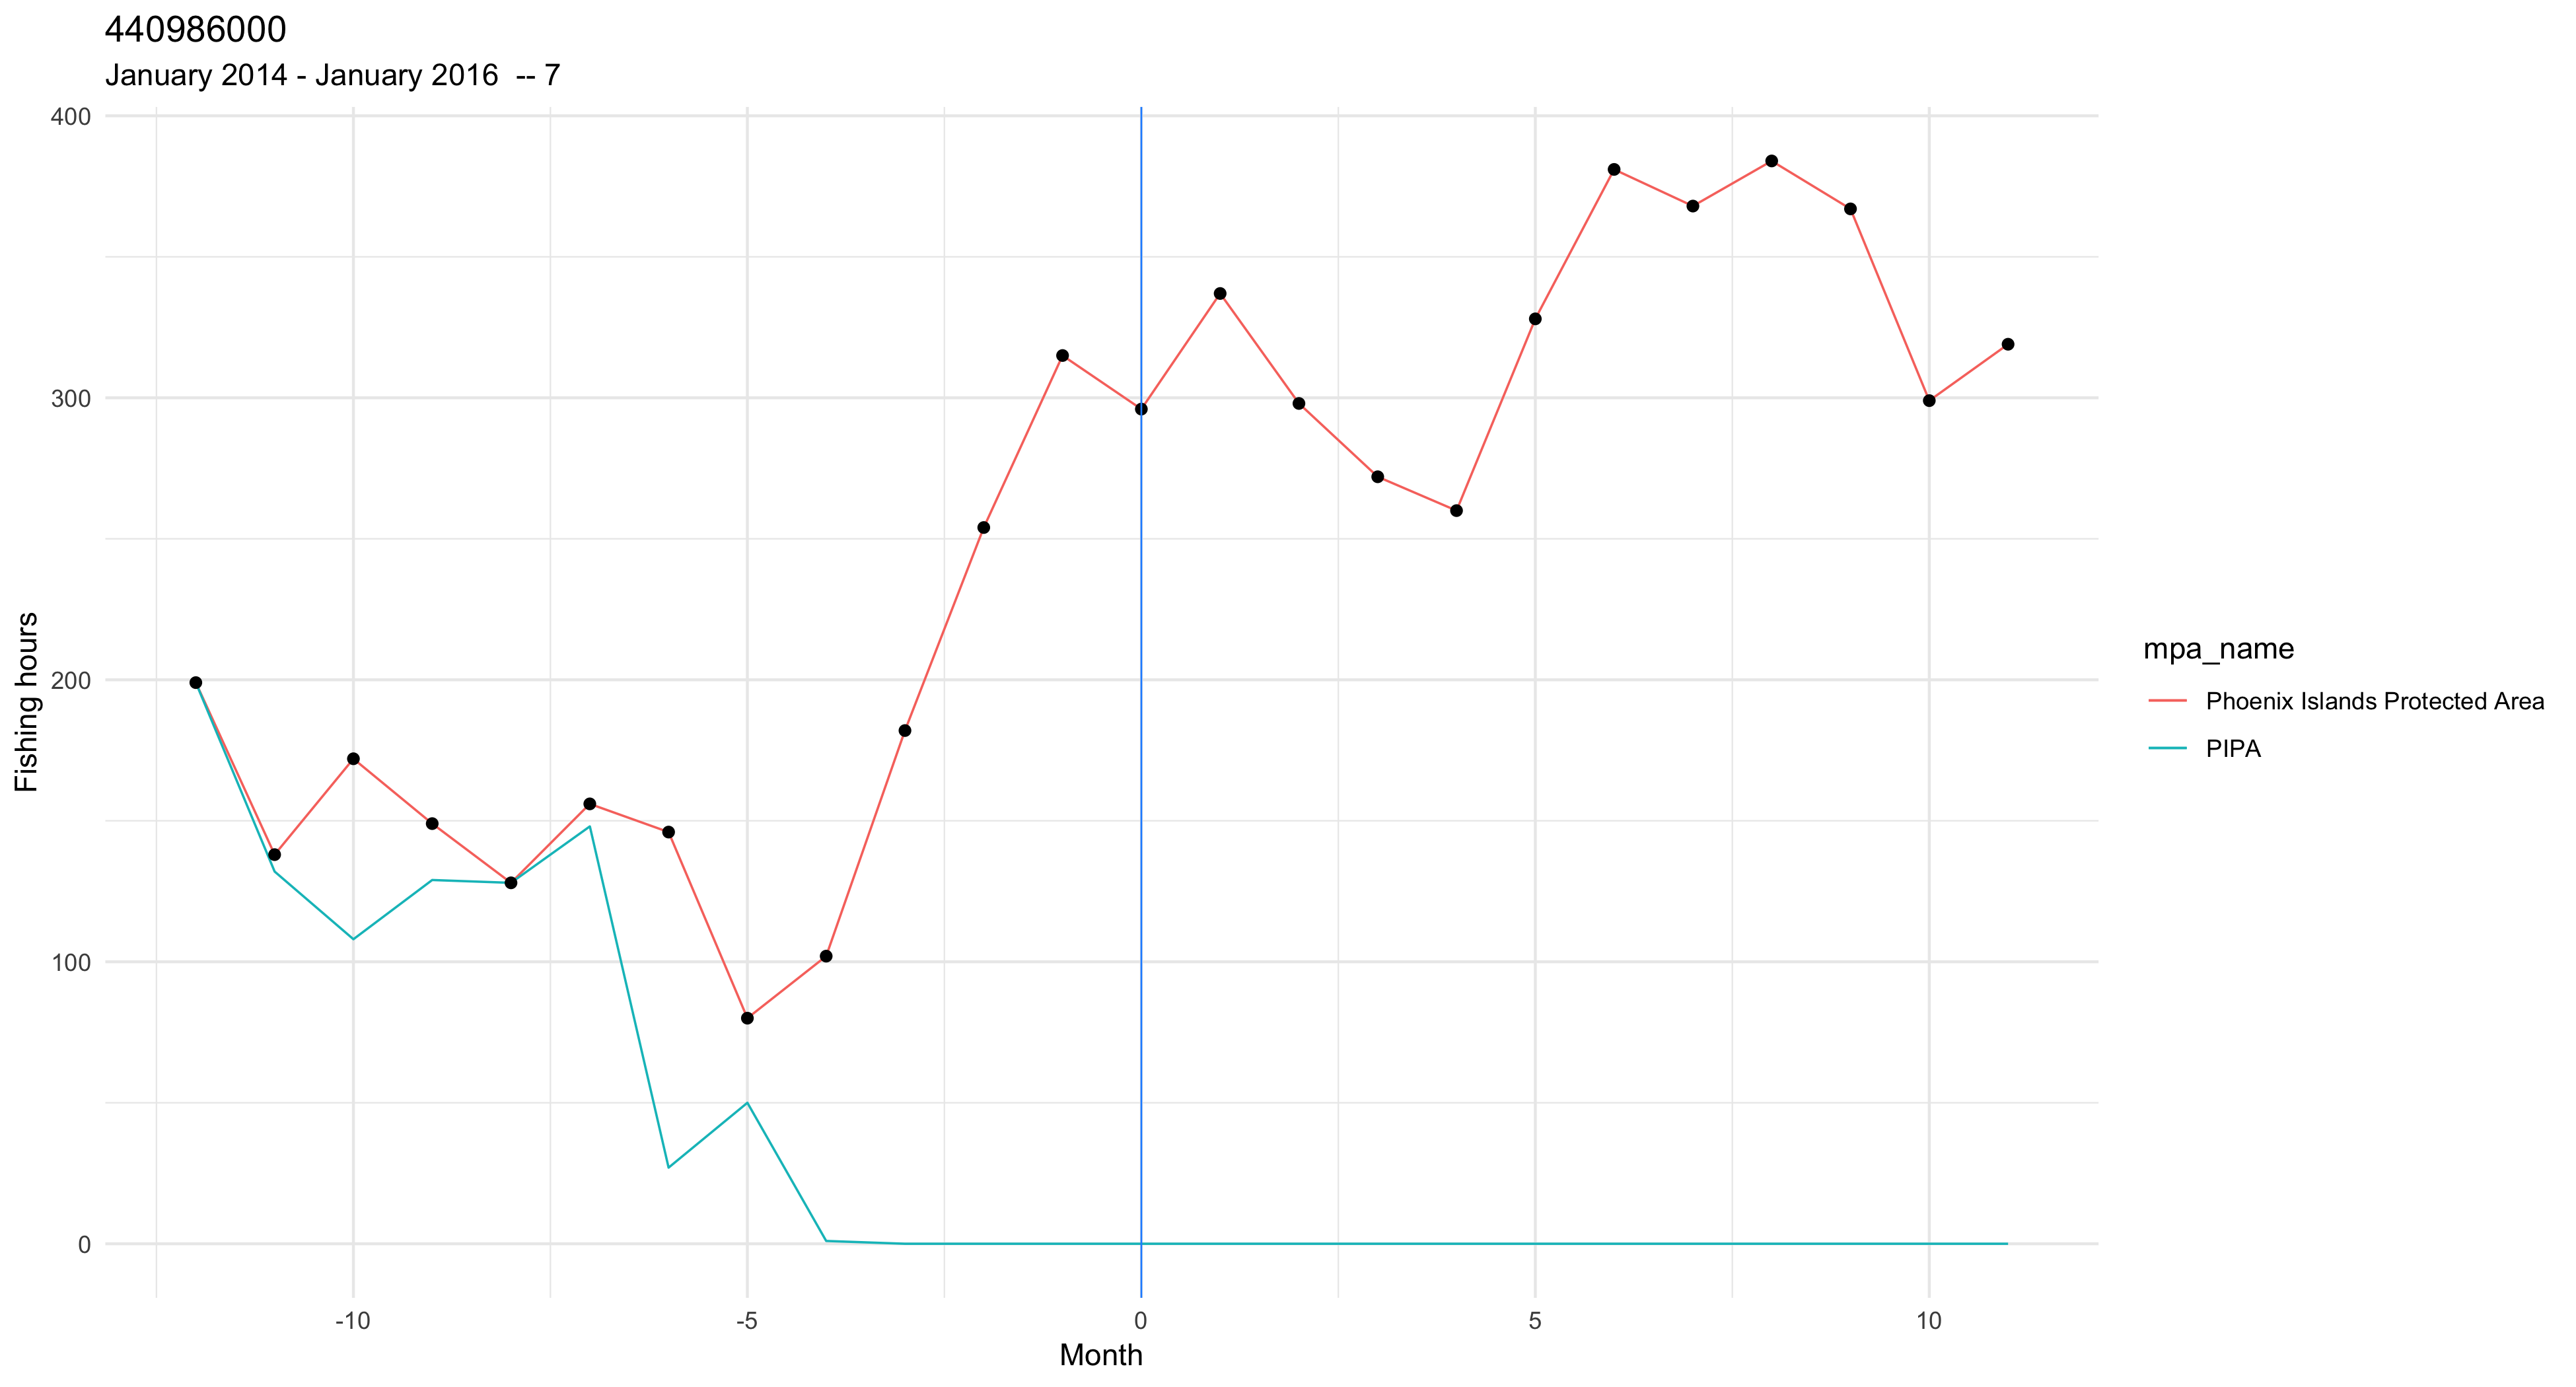 440986000
January 2014 - January 2016  -- 7
400
300
200
100
0
Fishing hours
-10
-5
0
5
10
Month
mpa_name
Phoenix Islands Protected Area
PIPA